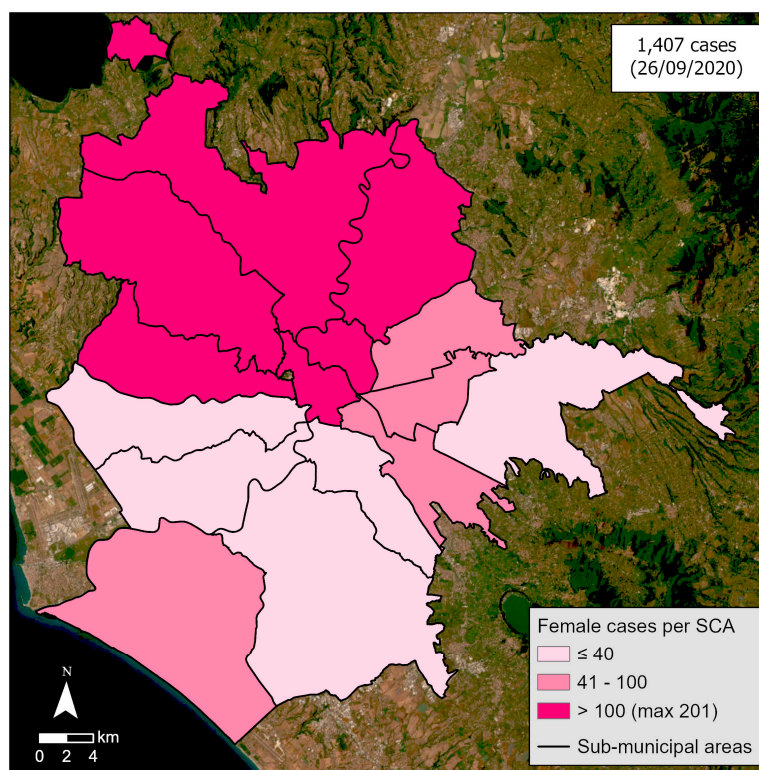 1,407 cases
(26/09/2020)
Female cases per SCA
≤ 40
41 - 100
> 100 (max 201)
Sub-municipal areas
N
km
0 2 4